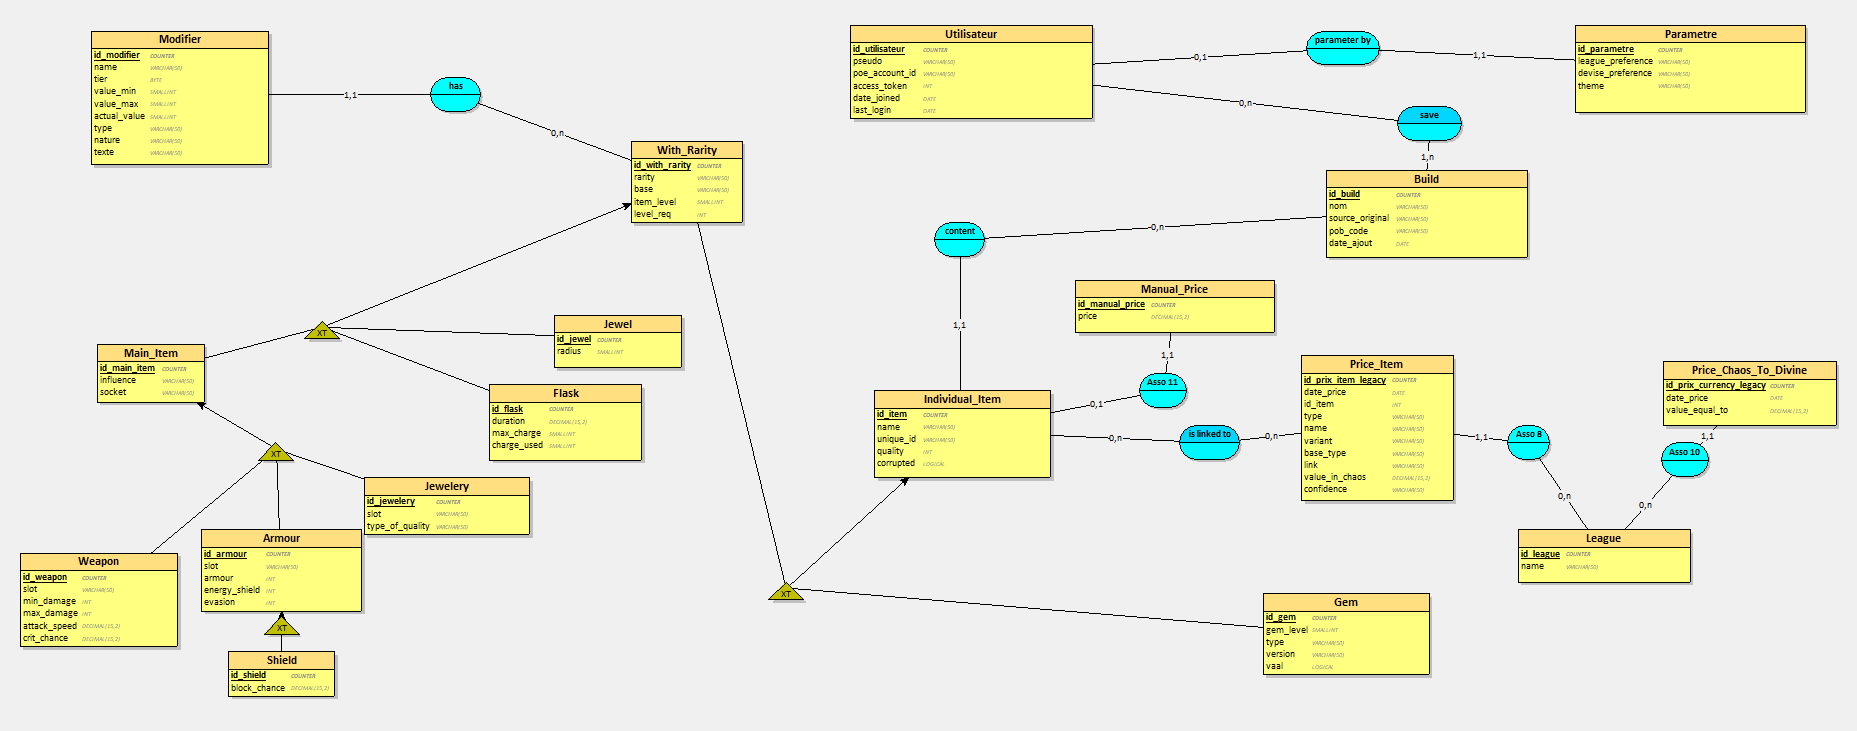 Modifier
id_modifier COUNTER
name VARCHAR(50)
tier BYTE
value_min SMALLINT
value_max SMALLINT
actual_value SMALLINT
type VARCHAR(50)
nature VARCHAR(50)
texte VARCHAR(50)
1,1
has
0,n
With_Rarity
id_with_rarity COUNTER
rarity VARCHAR(50)
base VARCHAR(50)
item_level SMALLINT
level_req INT
Utilisateur
id_utilisateur COUNTER
pseudo VARCHAR(50)
poe_account_id VARCHAR(50)
access_token INT
date_joined DATE
last_login DATE
0,1
parameter by
1,1
Parametre
id_parametre COUNTER
league_preference VARCHAR(50)
devise_preference VARCHAR(50)
theme VARCHAR(50)
0,n
save
1,n
Build
id_build COUNTER
nom VARCHAR(50)
source_original VARCHAR(50)
pob_code VARCHAR(50)
date_ajout DATE
0,n
content
1,1
XT
Jewel
id_jewel COUNTER
radius SMALLINT
Main_Item
id_main_item COUNTER
influence VARCHAR(50)
socket VARCHAR(50)
Flask
id_flask COUNTER
duration DECIMAL(15,2)
max_charge SMALLINT
charge_used SMALLINT
Manual_Price
id_manual_price COUNTER
price DECIMAL(15,2)
1,1
Asso 11
0,1
Individual_Item
id_item COUNTER
name VARCHAR(50)
unique_id VARCHAR(50)
quality INT
corrupted LOGICAL
0,n
is linked to
0,n
Price_Item
id_prix_item_legacy COUNTER
date_price DATE
id_item INT
type VARCHAR(50)
name VARCHAR(50)
variant VARCHAR(50)
base_type VARCHAR(50)
link VARCHAR(50)
value_in_chaos DECIMAL(15,2)
confidence VARCHAR(50)
1,1
Asso 8
0,n
Price_Chaos_To_Divine
id_prix_currency_legacy COUNTER
date_price DATE
value_equal_to DECIMAL(15,2)
1,1
Asso 10
0,n
League
id_league COUNTER
name VARCHAR(50)
XT
Jewelery
id_jewelery COUNTER
slot VARCHAR(50)
type_of_quality VARCHAR(50)
Weapon
id_weapon COUNTER
slot VARCHAR(50)
min_damage INT
max_damage INT
attack_speed DECIMAL(15,2)
crit_chance DECIMAL(15,2)
Armour
id_armour COUNTER
slot VARCHAR(50)
armour INT
energy_shield INT
evasion INT
XT
Shield
id_shield COUNTER
block_chance DECIMAL(15,2)
XT
Gem
id_gem COUNTER
gem_level SMALLINT
type VARCHAR(50)
version VARCHAR(50)
vaal LOGICAL